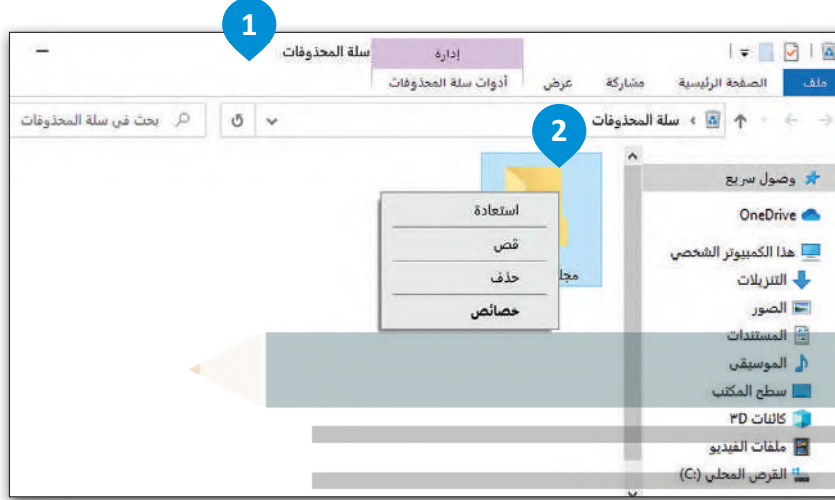 1
إدارة
سلة المحذوفات
ملف
الصفحة الرئيسية
مشاركة
عرض
أدوات سلة المحذوفات
سلة المحذوفات
بحث في سلة المحذوفات
2
وصول سريع
OneDrive
هذا الكمبيوتر الشخصي
التنزيلات
الصور
المستندات
الموسيقى
سطح المكتب
كائنات 3D
ملفات الفيديو
القرص المحلي (C:)
استعادة
قص
حذف
خصائص